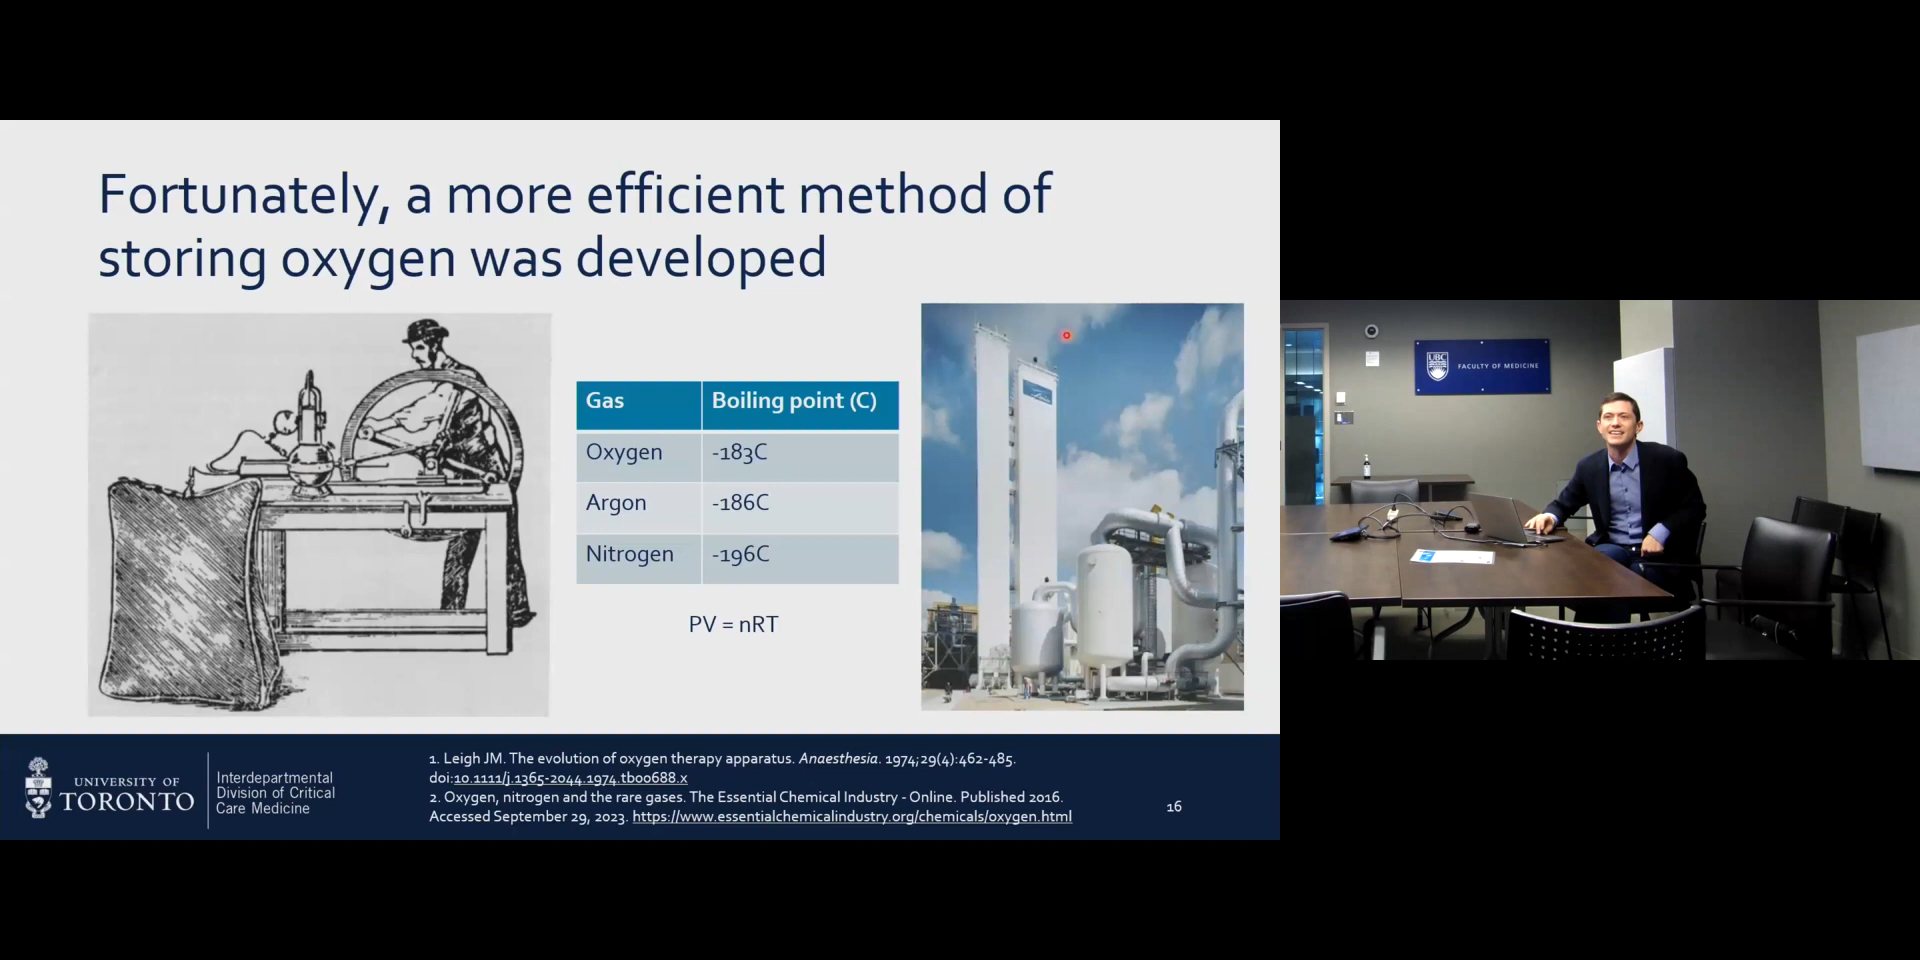 Fortunately, a more efficient method of
storing oxygen was developed
Gas Boiling point (C)
Oxygen -183C
Argon -186C
Nitrogen -196C
PV = nRT
UNIVERSITY OF
TORONTO
Interdepartmental
Division of Critical
Care Medicine
1. Leigh JM. The evolution of oxygen therapy apparatus. Anaesthesia. 1974;29(4):462-485.
doi:10.1111/j.1365-2044.1974.tb00688.x
2. Oxygen, nitrogen and the rare gases. The Essential Chemical Industry - Online. Published 2016.
Accessed September 29, 2023. https://www.essentialchemicalindustry.org/chemicals/oxygen.html
16
UBC
FACULTY OF MEDICINE